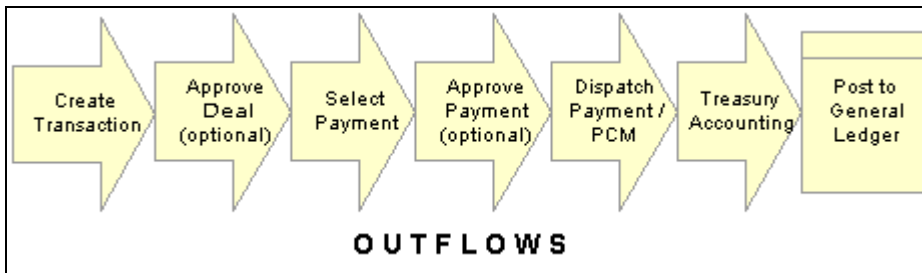 Create
Transaction
Approve
Deal
(optional)
Select
Payment
Approve
Payment
(optional)
Dispatch
Payment /
PCM
Treasury
Accounting
Post to
General
Ledger
OUTFLOWS